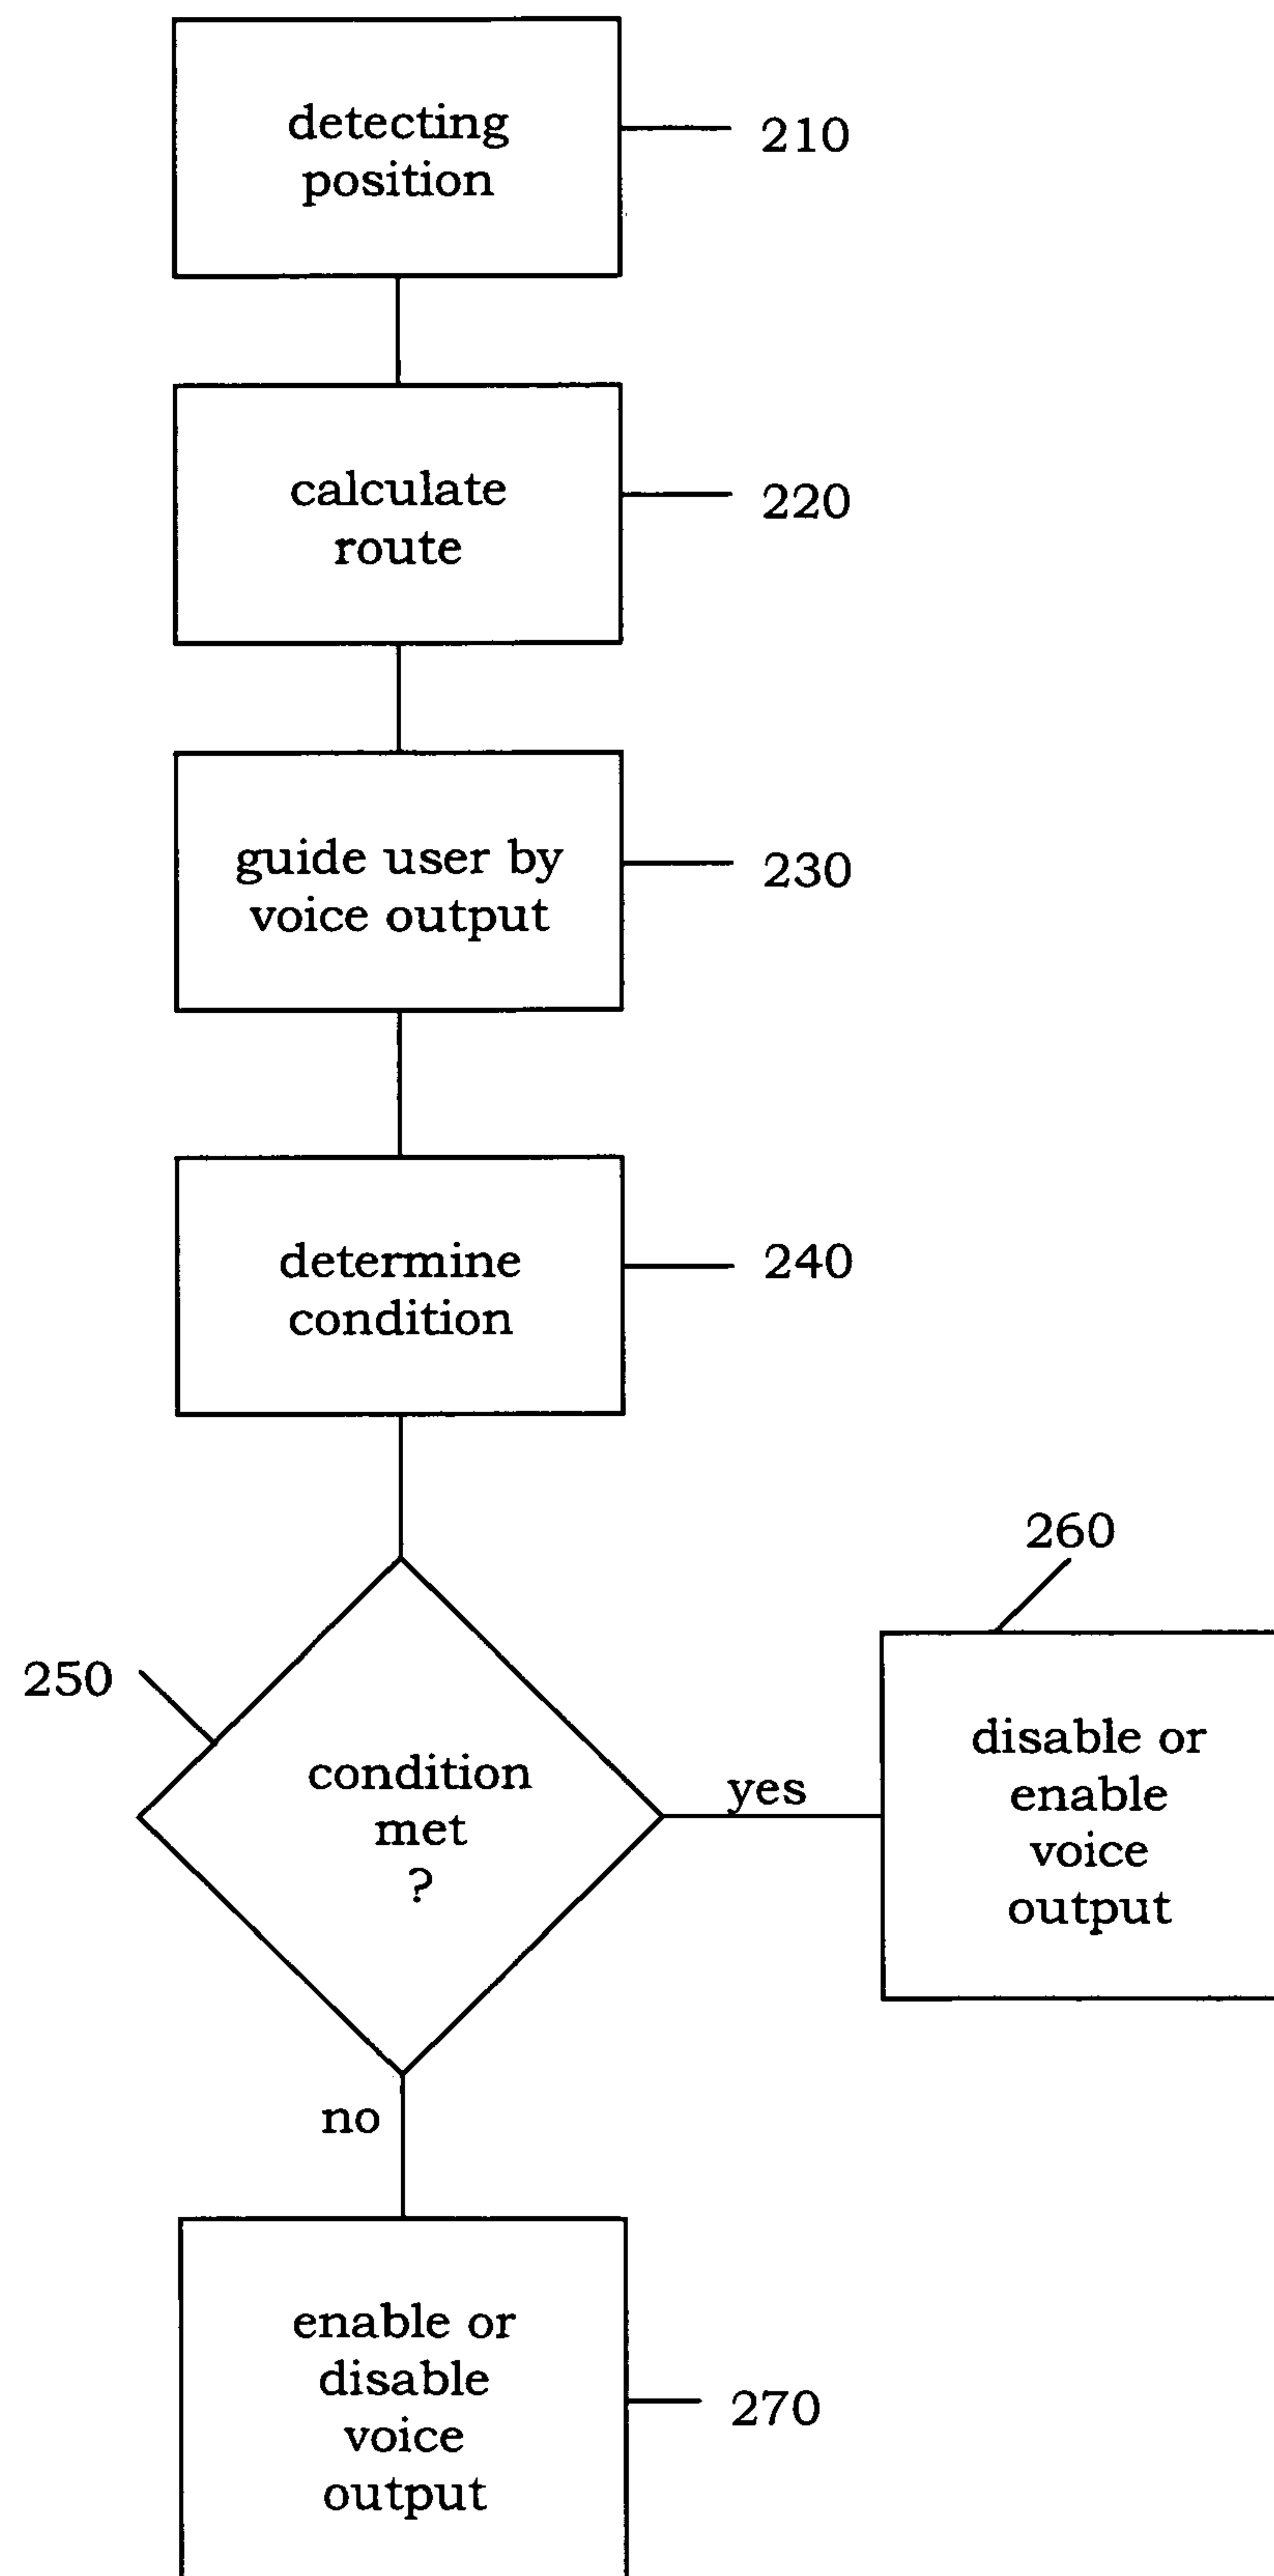 detecting
position
210
calculate
route
220
guide user by
voice output
230
determine
condition
240
260
250
condition
met
?
yes
disable or
enable
voice
output
no
enable or
disable
voice
output
270